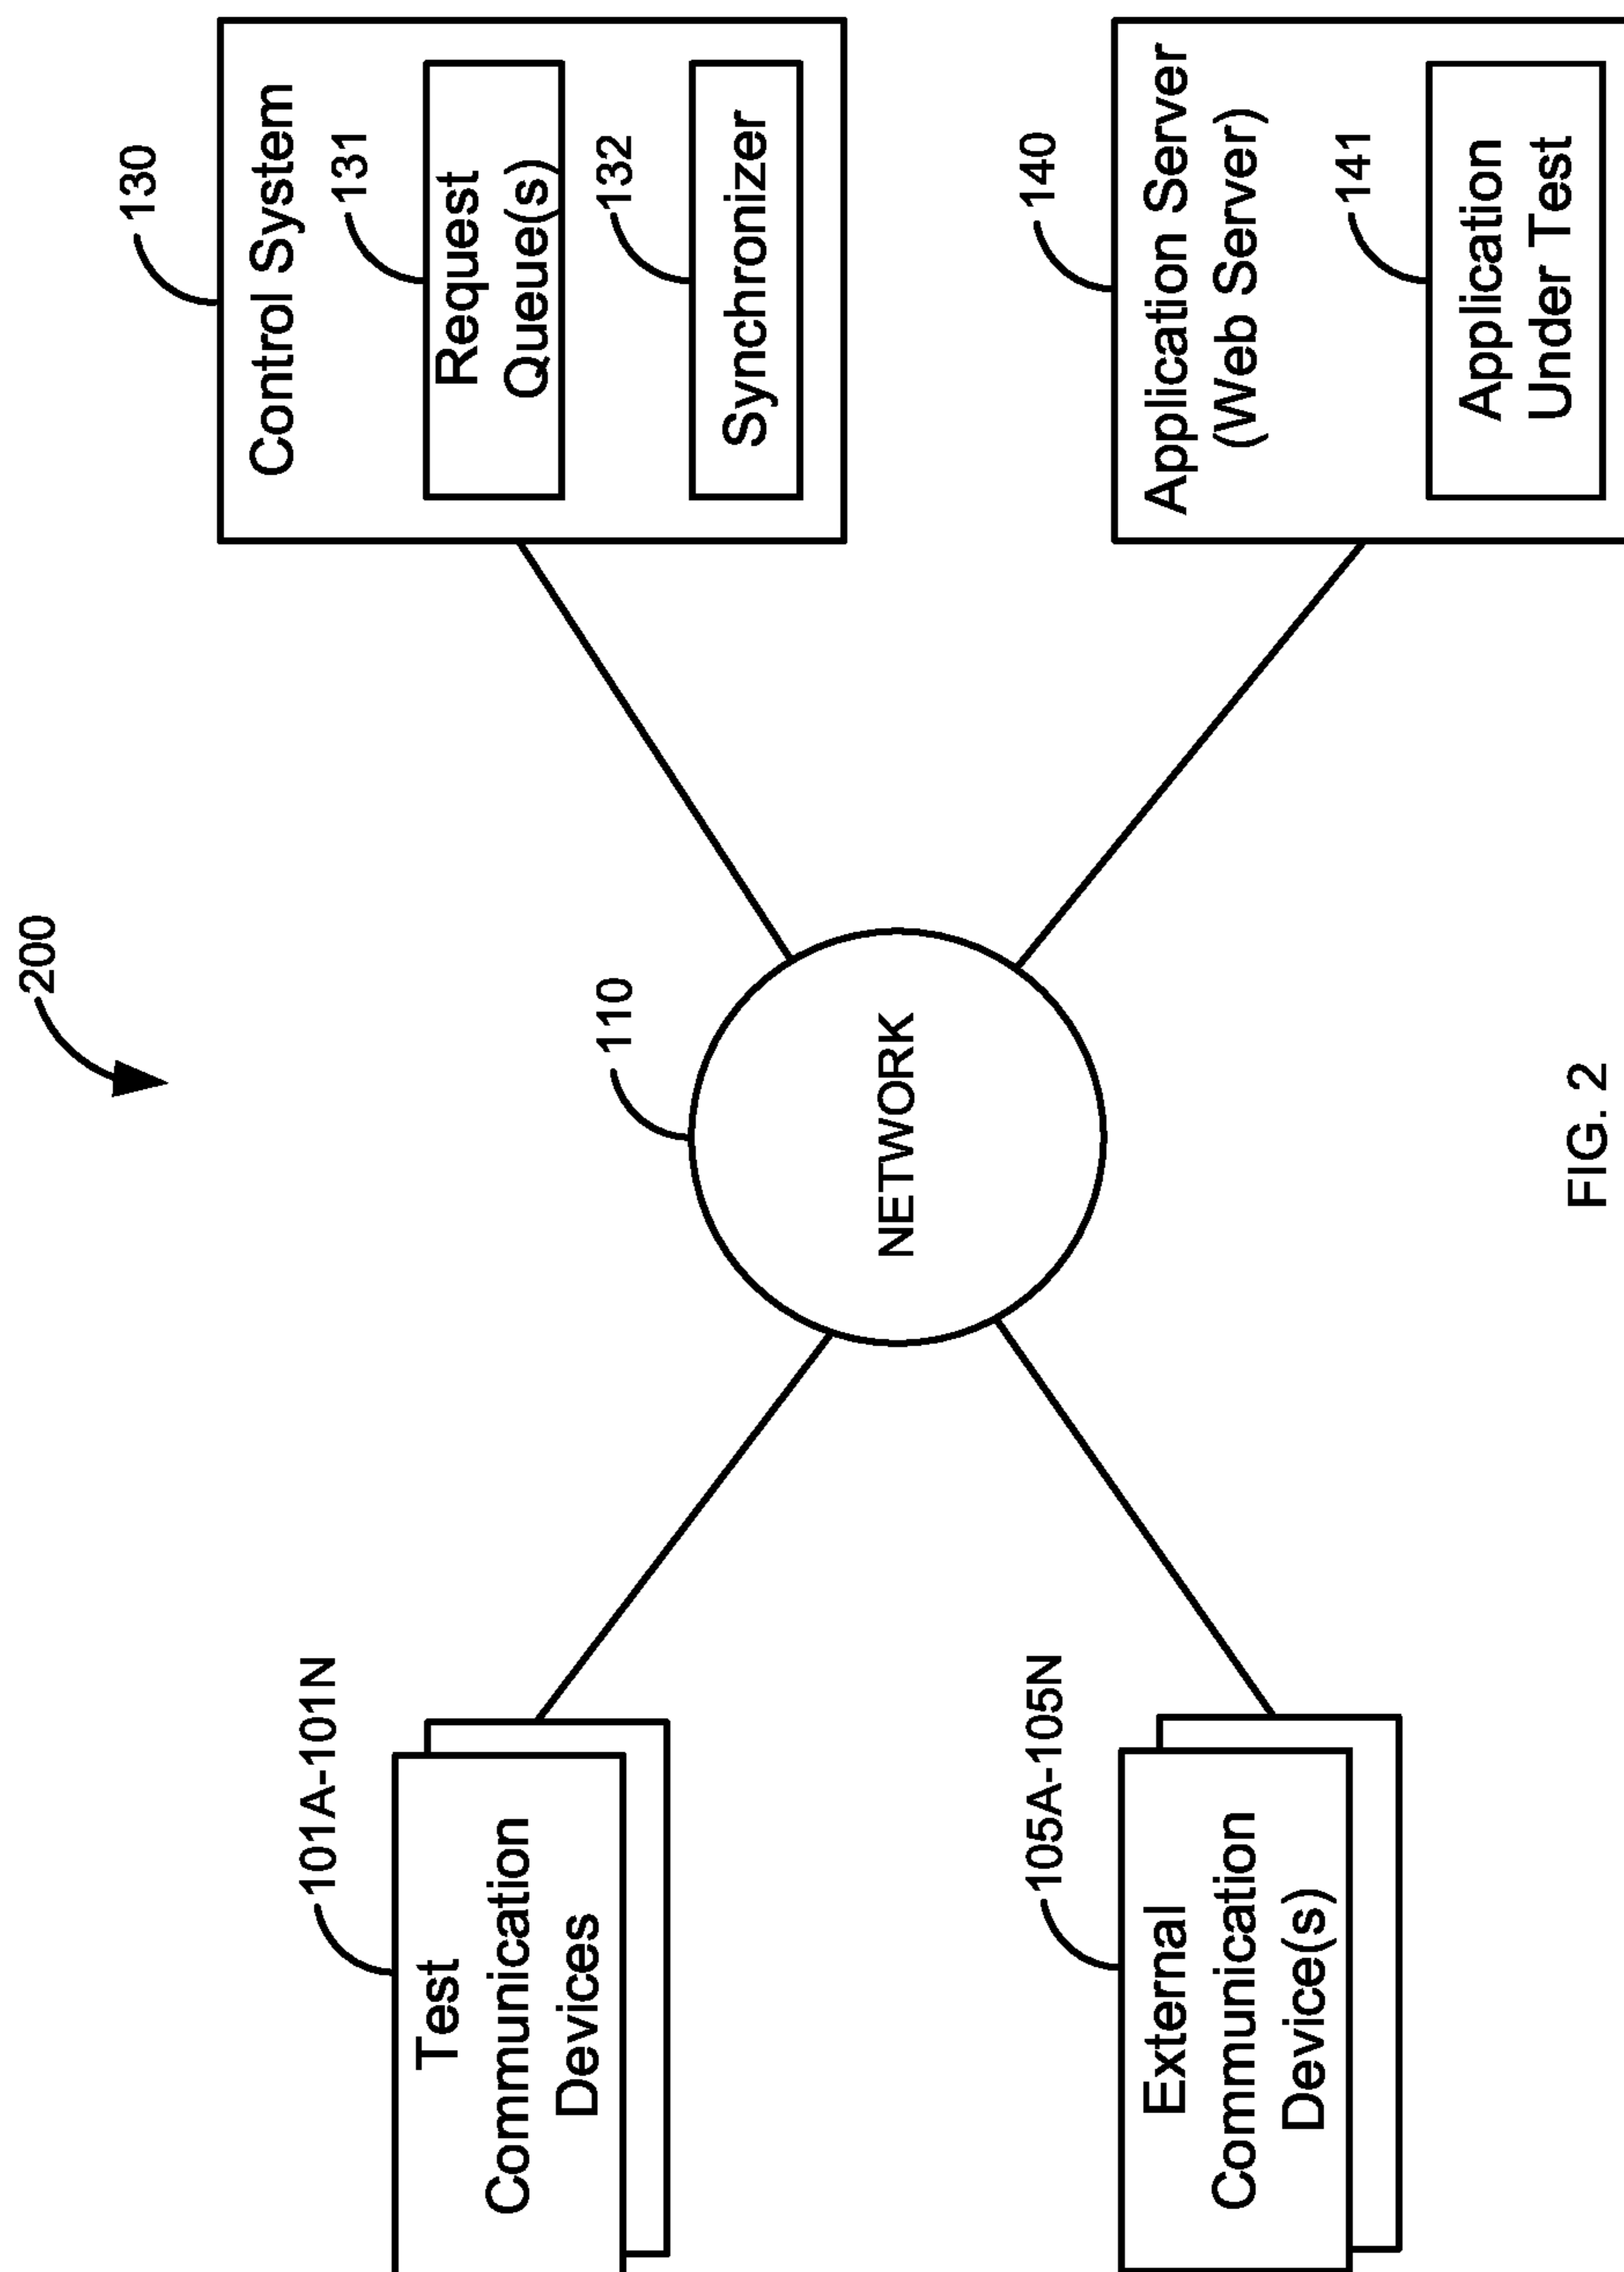 200
101A-101N
Test
Communication
Devices
105A-105N
External
Communication
Device(s)
110
NETWORK
130
Control System
131
Request
Queue(s)
132
Synchronizer
140
Application Server
(Web Server)
141
Application
Under Test
FIG. 2